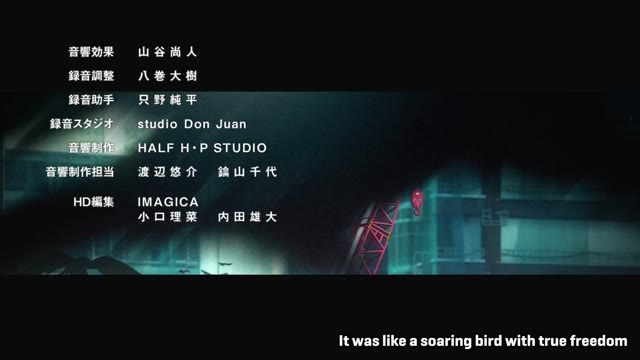 音響効果 山谷尚人
録音調整 八巻大樹
録音助手 只野純平
録音スタジオ studio Don Juan
音響制作 HALF H・P STUDIO
音響制作担当 渡辺悠介 鑰山千代
HD編集 IMAGICA
小口理菜 内田雄大
It was like a soaring bird with true freedom